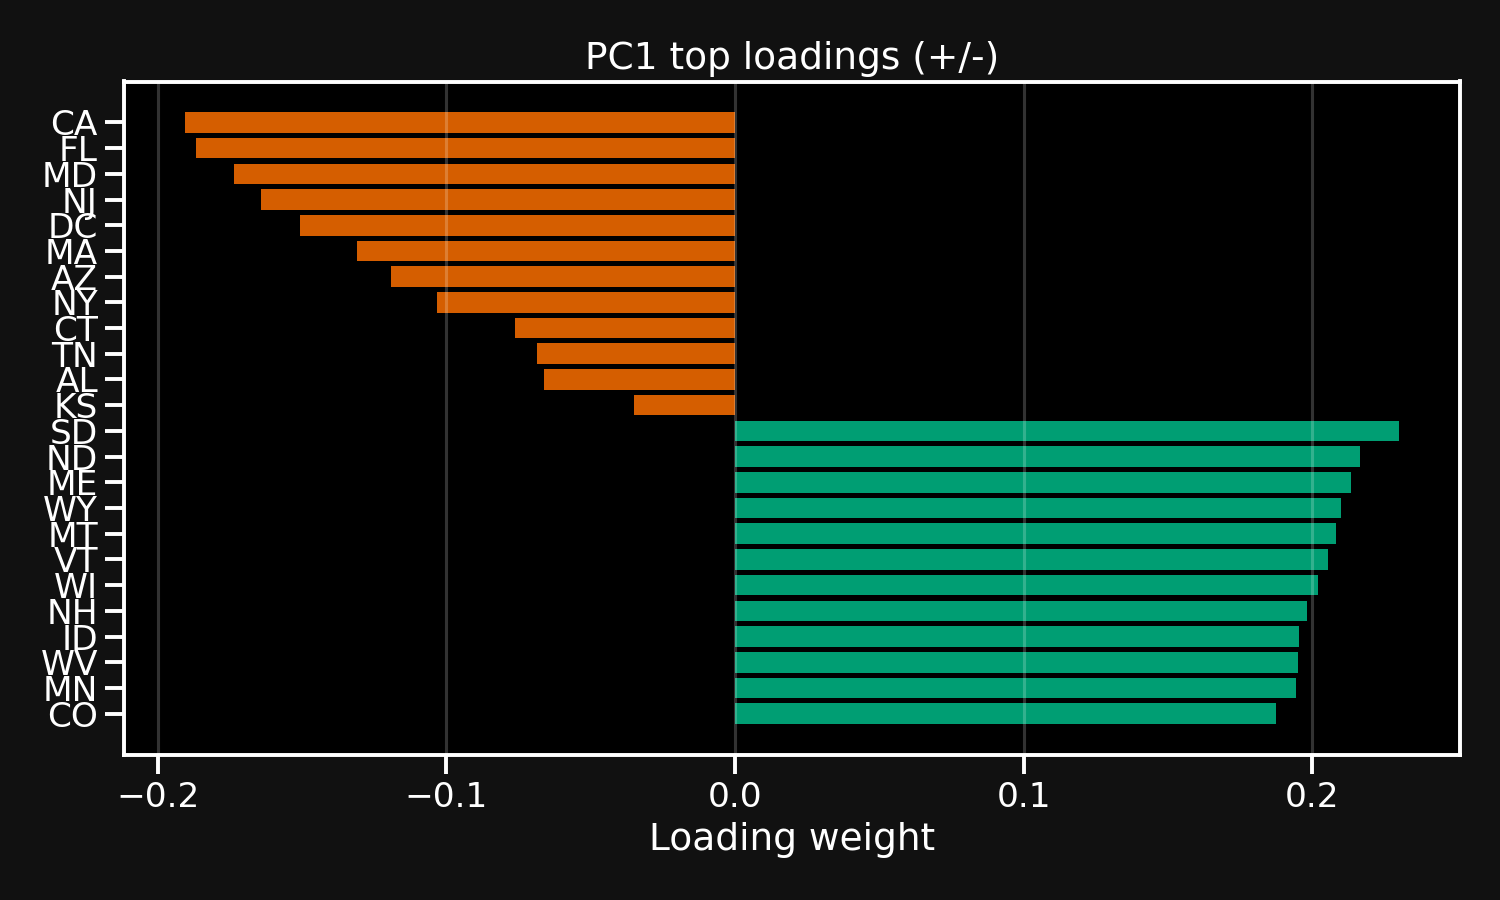 PC1 top loadings (+/-)
CA
FL
MD
NJ
DC
MA
AZ
NY
CT
TN
AL
KS
SD
ND
ME
WY
MT
VT
WI
NH
ID
WV
MN
CO
−0.2 −0.1 0.0 0.1 0.2
Loading weight